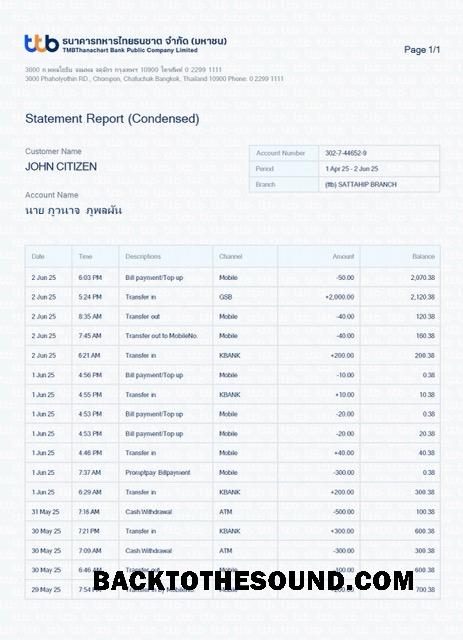 ttb ธนาคารทหารไทยธนชาต จำกัด (มหาชน)
TMBThanachart Bank Public Company Limited
Page 1/1
3000 ถ.พหลโยธิน จอมพล จตุจักร กรุงเทพฯ 10900 โทรศัพท์ 0 2299 1111
3000 Phaholyothin RD., Chompon, Chatuchak Bangkok, Thailand 10900 Phone: 0 2299 1111
Statement Report (Condensed)
Customer Name
JOHN CITIZEN
Account Name
นาย ภูวนาจ ภูพลผัน
Account Number 302-7-44652-9
Period 1 Apr 25 - 2 Jun 25
Branch (ttb) SATTAHIP BRANCH
Date Time Descriptions Channel Amount Balance
2 Jun 25 6:03 PM Bill payment/Top up Mobile -50.00 2,070.38
2 Jun 25 5:24 PM Transfer in GSB +2,000.00 2,120.38
2 Jun 25 8:35 AM Transfer out Mobile -40.00 120.38
2 Jun 25 7:45 AM Transfer out to MobileNo. Mobile -40.00 160.38
2 Jun 25 6:21 AM Transfer in KBANK +200.00 200.38
1 Jun 25 4:56 PM Bill payment/Top up Mobile -10.00 0.38
1 Jun 25 4:55 PM Transfer in KBANK +10.00 10.38
1 Jun 25 4:53 PM Bill payment/Top up Mobile -20.00 0.38
1 Jun 25 4:53 PM Bill payment/Top up Mobile -20.00 20.38
1 Jun 25 4:46 PM Transfer in Mobile +40.00 40.38
1 Jun 25 7:37 AM Promptpay Billpayment Mobile -300.00 0.38
1 Jun 25 6:29 AM Transfer in KBANK +200.00 300.38
31 May 25 7:16 AM Cash Withdrawal ATM -500.00 100.38
30 May 25 7:21 PM Transfer in KBANK +300.00 600.38
30 May 25 7:09 AM Cash Withdrawal ATM -300.00 300.38
30 May 25 6:46 100.00 600.38
29 May 25 7:54 700.38
BACKTOTHESOUND.COM